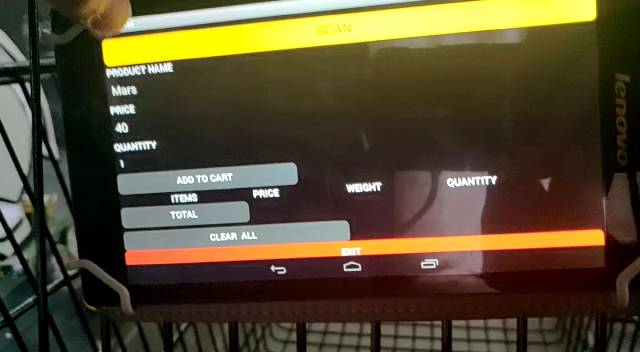 SCAN
PRODUCT NAME
Mars
PRICE
40
QUANTITY
1
ADD TO CART
ITEMS PRICE WEIGHT QUANTITY
TOTAL
CLEAR ALL
EXIT
lenovo